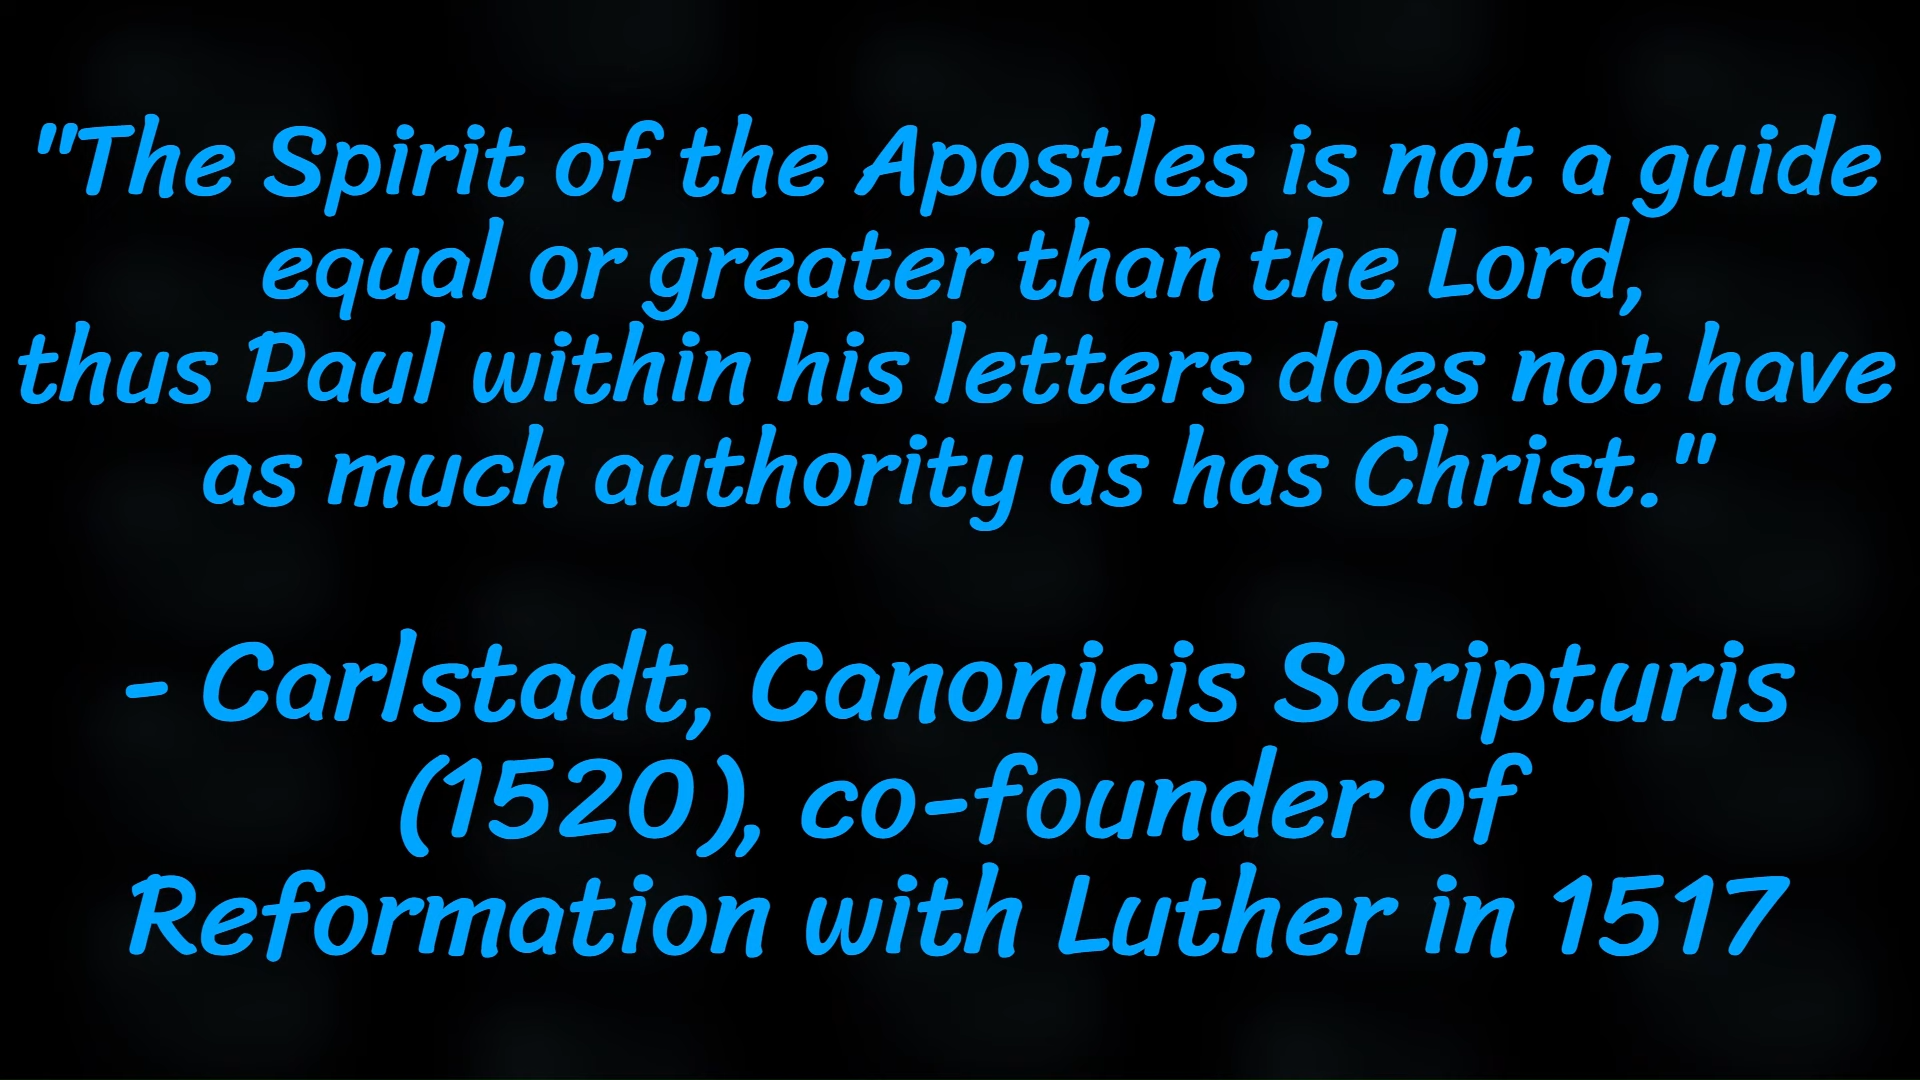 "The Spirit of the Apostles is not a guide
equal or greater than the Lord,
thus Paul within his letters does not have
as much authority as has Christ."
- Carlstadt, Canonicis Scripturis
(1520), co-founder of
Reformation with Luther in 1517